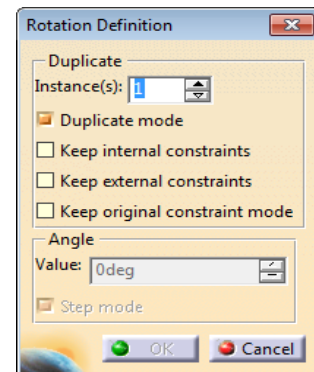 Rotation Definition
Duplicate
Instance(s): 1
Duplicate mode
Keep internal constraints
Keep external constraints
Keep original constraint mode
Angle
Value: 0deg
Step mode
OK Cancel